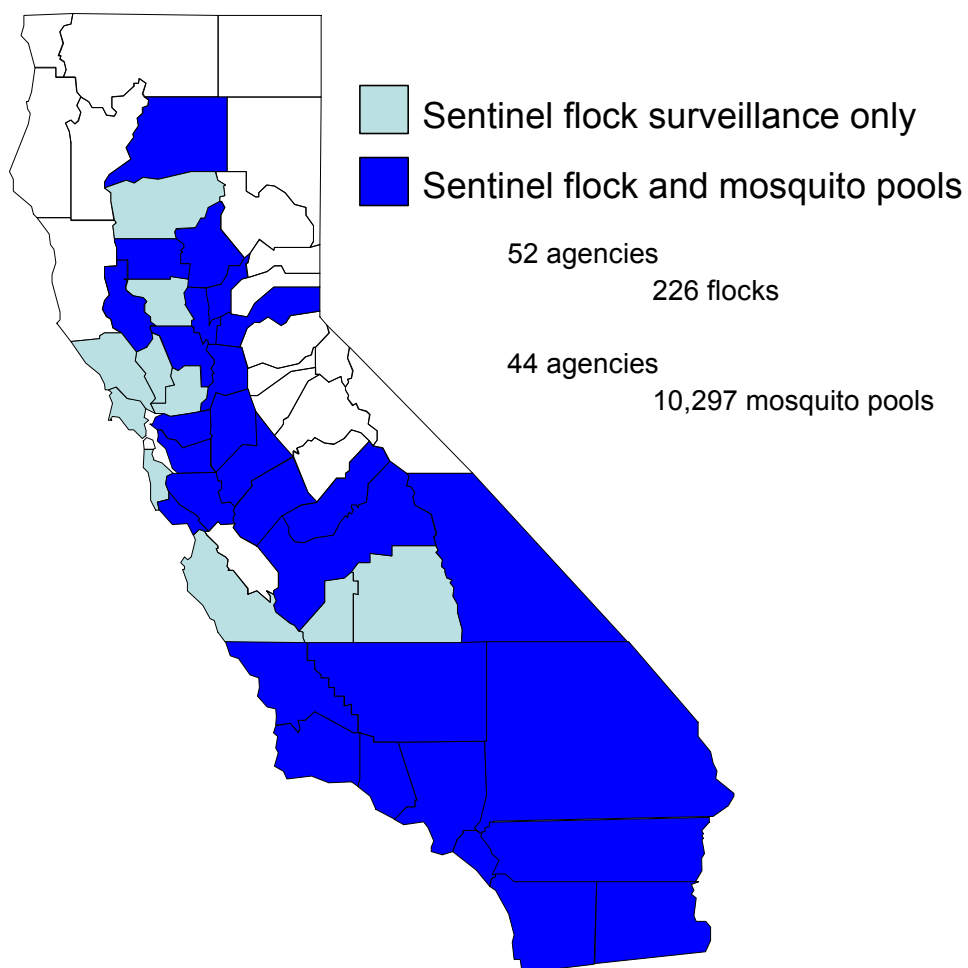 Sentinel flock surveillance only
Sentinel flock and mosquito pools
52 agencies
226 flocks
44 agencies
10,297 mosquito pools